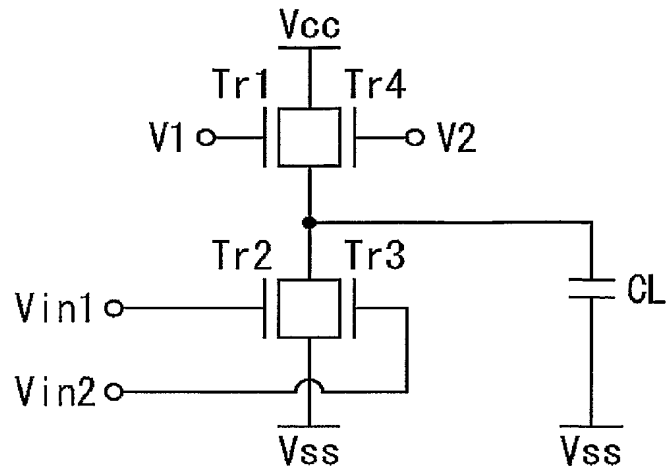 Vcc
Tr1 Tr4
V1 V2
Tr2 Tr3
Vin1 CL
Vin2
Vss Vss